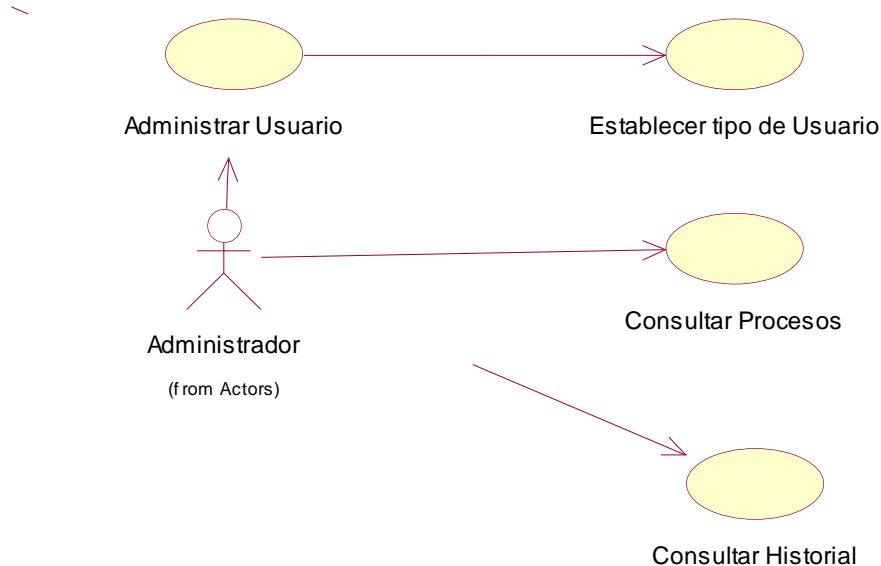 Administrar Usuario
Establecer tipo de Usuario
Consultar Procesos
Administrador
(from Actors)
Consultar Historial